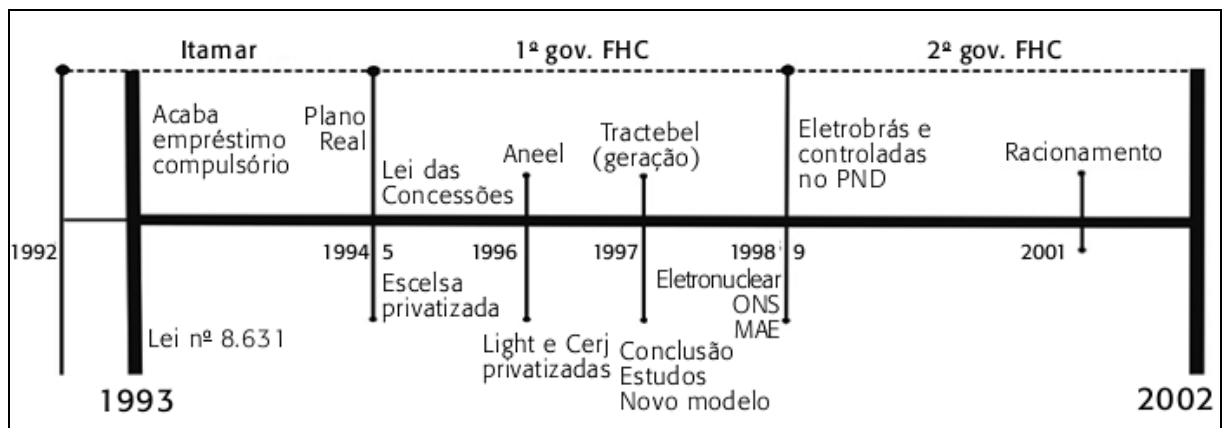 Itamar
1º gov. FHC
2º gov. FHC
Acaba
empréstimo
compulsório
Plano
Real
Lei das
Concessões
Aneel
Tractebel
(geração)
Eletrobrás e
controladas
no PND
Racionamento
1992
1994 5
1996
1997
1998 9
2001
Lei nº 8.631
Escelsa
privatizada
Light e Cerj
privatizadas
Conclusão
Estudos
Novo modelo
Eletronuclear
ONS
MAE
1993
2002